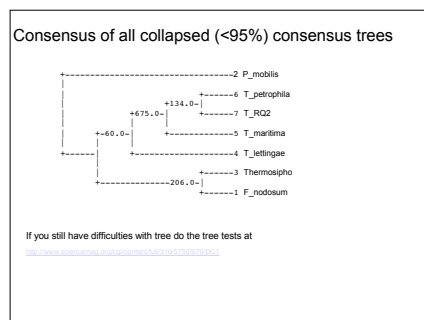 Consensus of all collapsed (<95%) consensus trees
+------------------------------2 P_mobilis
+------6 T_petrophila
+134.0-|
+675.0-| +------7 T_RQ2
+-60.0-| +-------------5 T_maritima
+------| +--------------------4 T_lettingae
+------3 Thermosipho
+-------------206.0-|
+------1 F_nodosum
If you still have difficulties with tree do the tree tests at